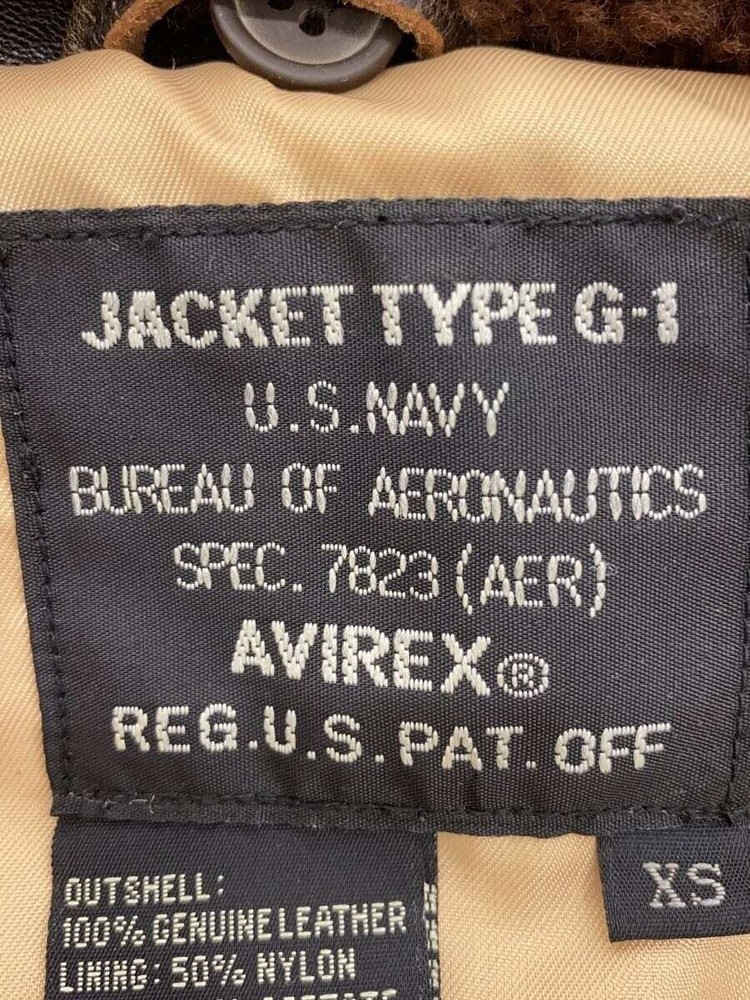 JACKET TYPE G-1
U.S.NAVY
BUREAU OF AERONAUTICS
SPEC. 7823 (AER)
AVIREX®
REG.U.S.PAT.OFF
XS
OUTSHELL:
100% GENUINE LEATHER
LINING: 50% NYLON